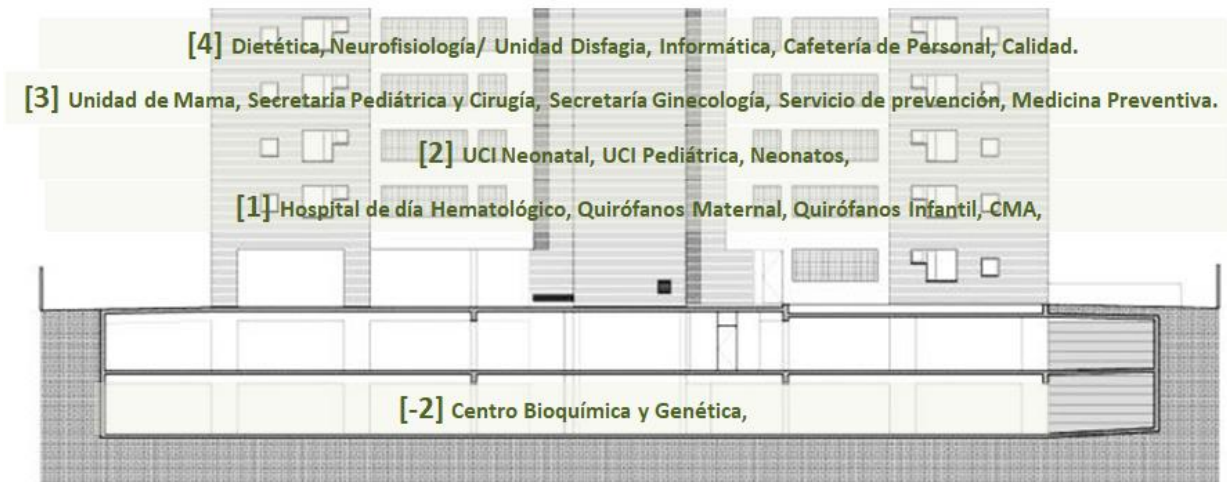 [4] Dietética, Neurofisiología/ Unidad Disfagia, Informática, Cafetería de Personal, Calidad.
[3] Unidad de Mama, Secretaria Pediátrica y Cirugía, Secretaría Ginecología, Servicio de prevención, Medicina Preventiva.
[2] UCI Neonatal, UCI Pediátrica, Neonatos,
[1] Hospital de día Hematológico, Quirófanos Maternal, Quirófanos Infantil, CMA,
[-2] Centro Bioquímica y Genética,